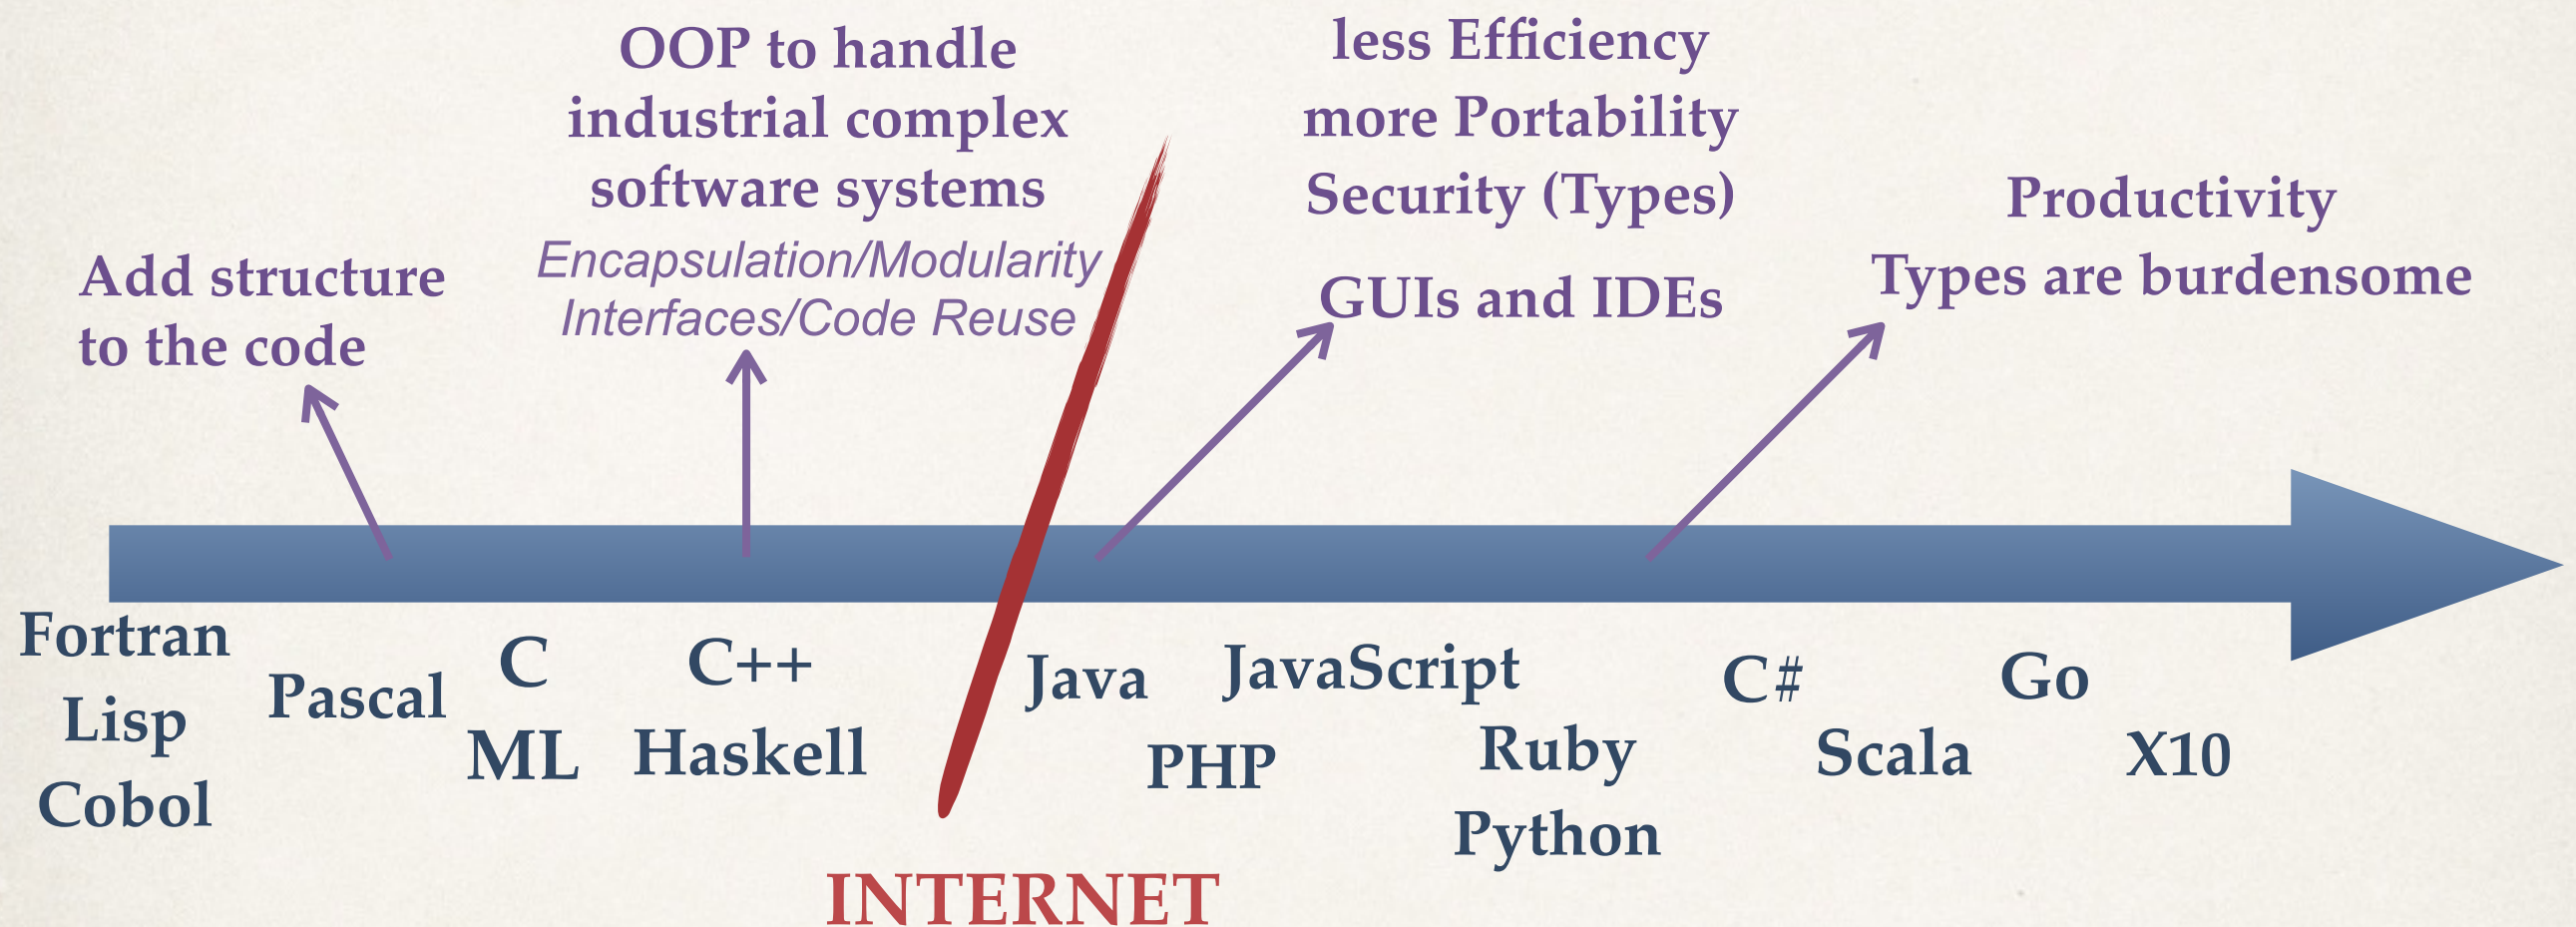 OOP to handle
industrial complex
software systems
Encapsulation/Modularity
Interfaces/Code Reuse
less Efficiency
more Portability
Security (Types)
GUIs and IDEs
Productivity
Types are burdensome
Add structure
to the code
Fortran
Lisp
Cobol
Pascal
C
ML
C++
Haskell
Java
PHP
JavaScript
Ruby
Python
C#
Scala
Go
X10
INTERNET